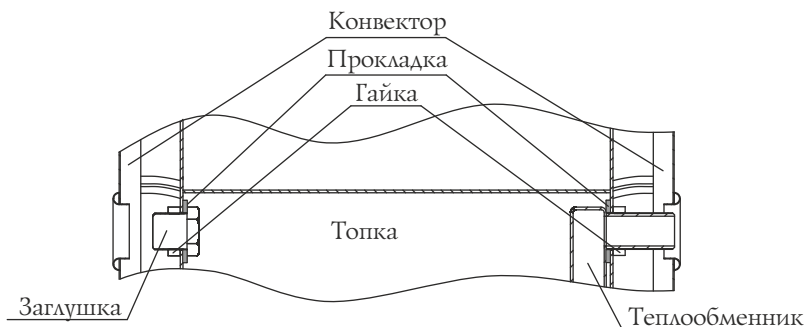 Конвектор
Прокладка
Гайка
Топка
Заглушка
Теплообменник